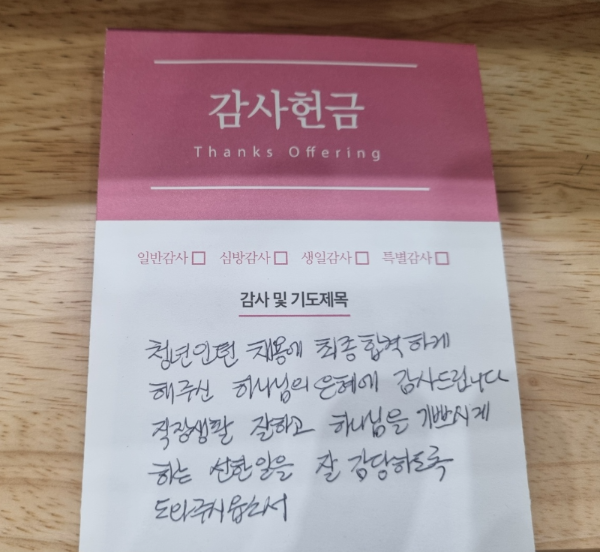 감사헌금
Thanks Offering
일반감사 □ 심방감사 □ 생일감사 □ 특별감사 □
감사 및 기도제목
청년인턴 채용에 최종합격하게
해주신 하나님의 은혜에 감사드립니다
직장생활 잘하고 하나님을 기쁘시게
하는 선한일을 잘 감당하도록
도와주시옵소서